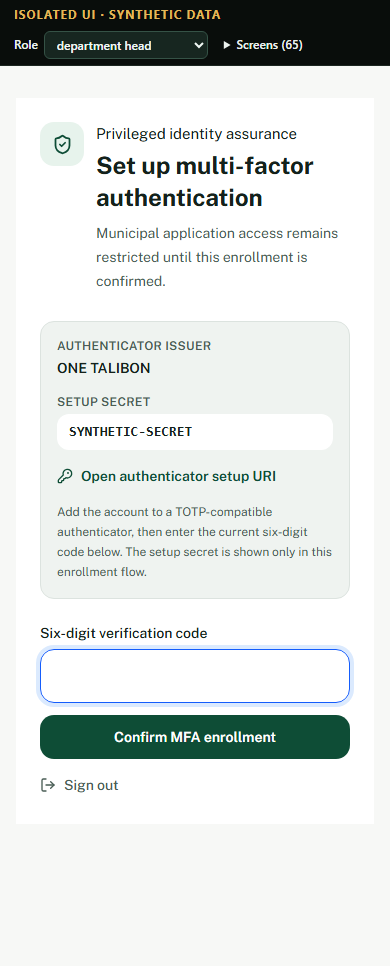 ISOLATED UI · SYNTHETIC DATA
Role department head ▶ Screens (65)
Privileged identity assurance
Set up multi-factor
authentication
Municipal application access remains
restricted until this enrollment is
confirmed.
AUTHENTICATOR ISSUER
ONE TALIBON
SETUP SECRET
SYNTHETIC-SECRET
Open authenticator setup URI
Add the account to a TOTP-compatible
authenticator, then enter the current six-digit
code below. The setup secret is shown only in this
enrollment flow.
Six-digit verification code
Confirm MFA enrollment
Sign out